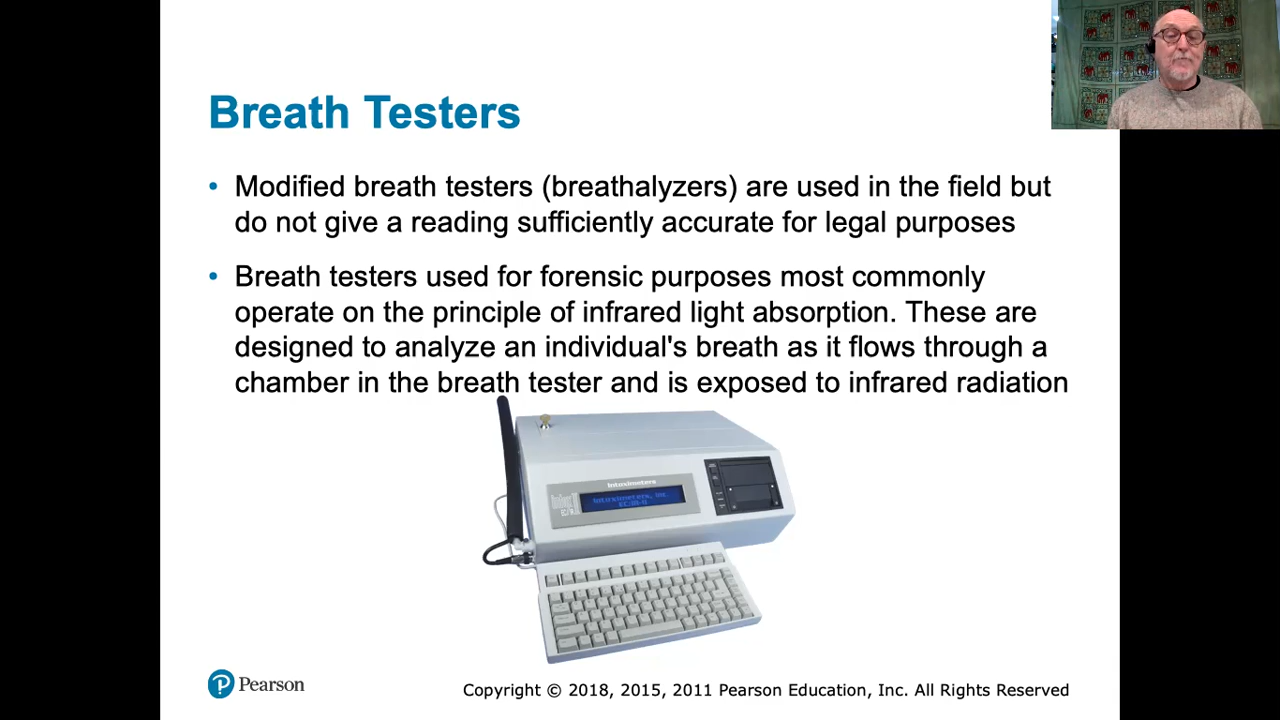 Breath Testers
• Modified breath testers (breathalyzers) are used in the field but
do not give a reading sufficiently accurate for legal purposes
• Breath testers used for forensic purposes most commonly
operate on the principle of infrared light absorption. These are
designed to analyze an individual's breath as it flows through a
chamber in the breath tester and is exposed to infrared radiation
Intoximeters
Intoximeters, Inc.
Pearson
Copyright © 2018, 2015, 2011 Pearson Education, Inc. All Rights Reserved